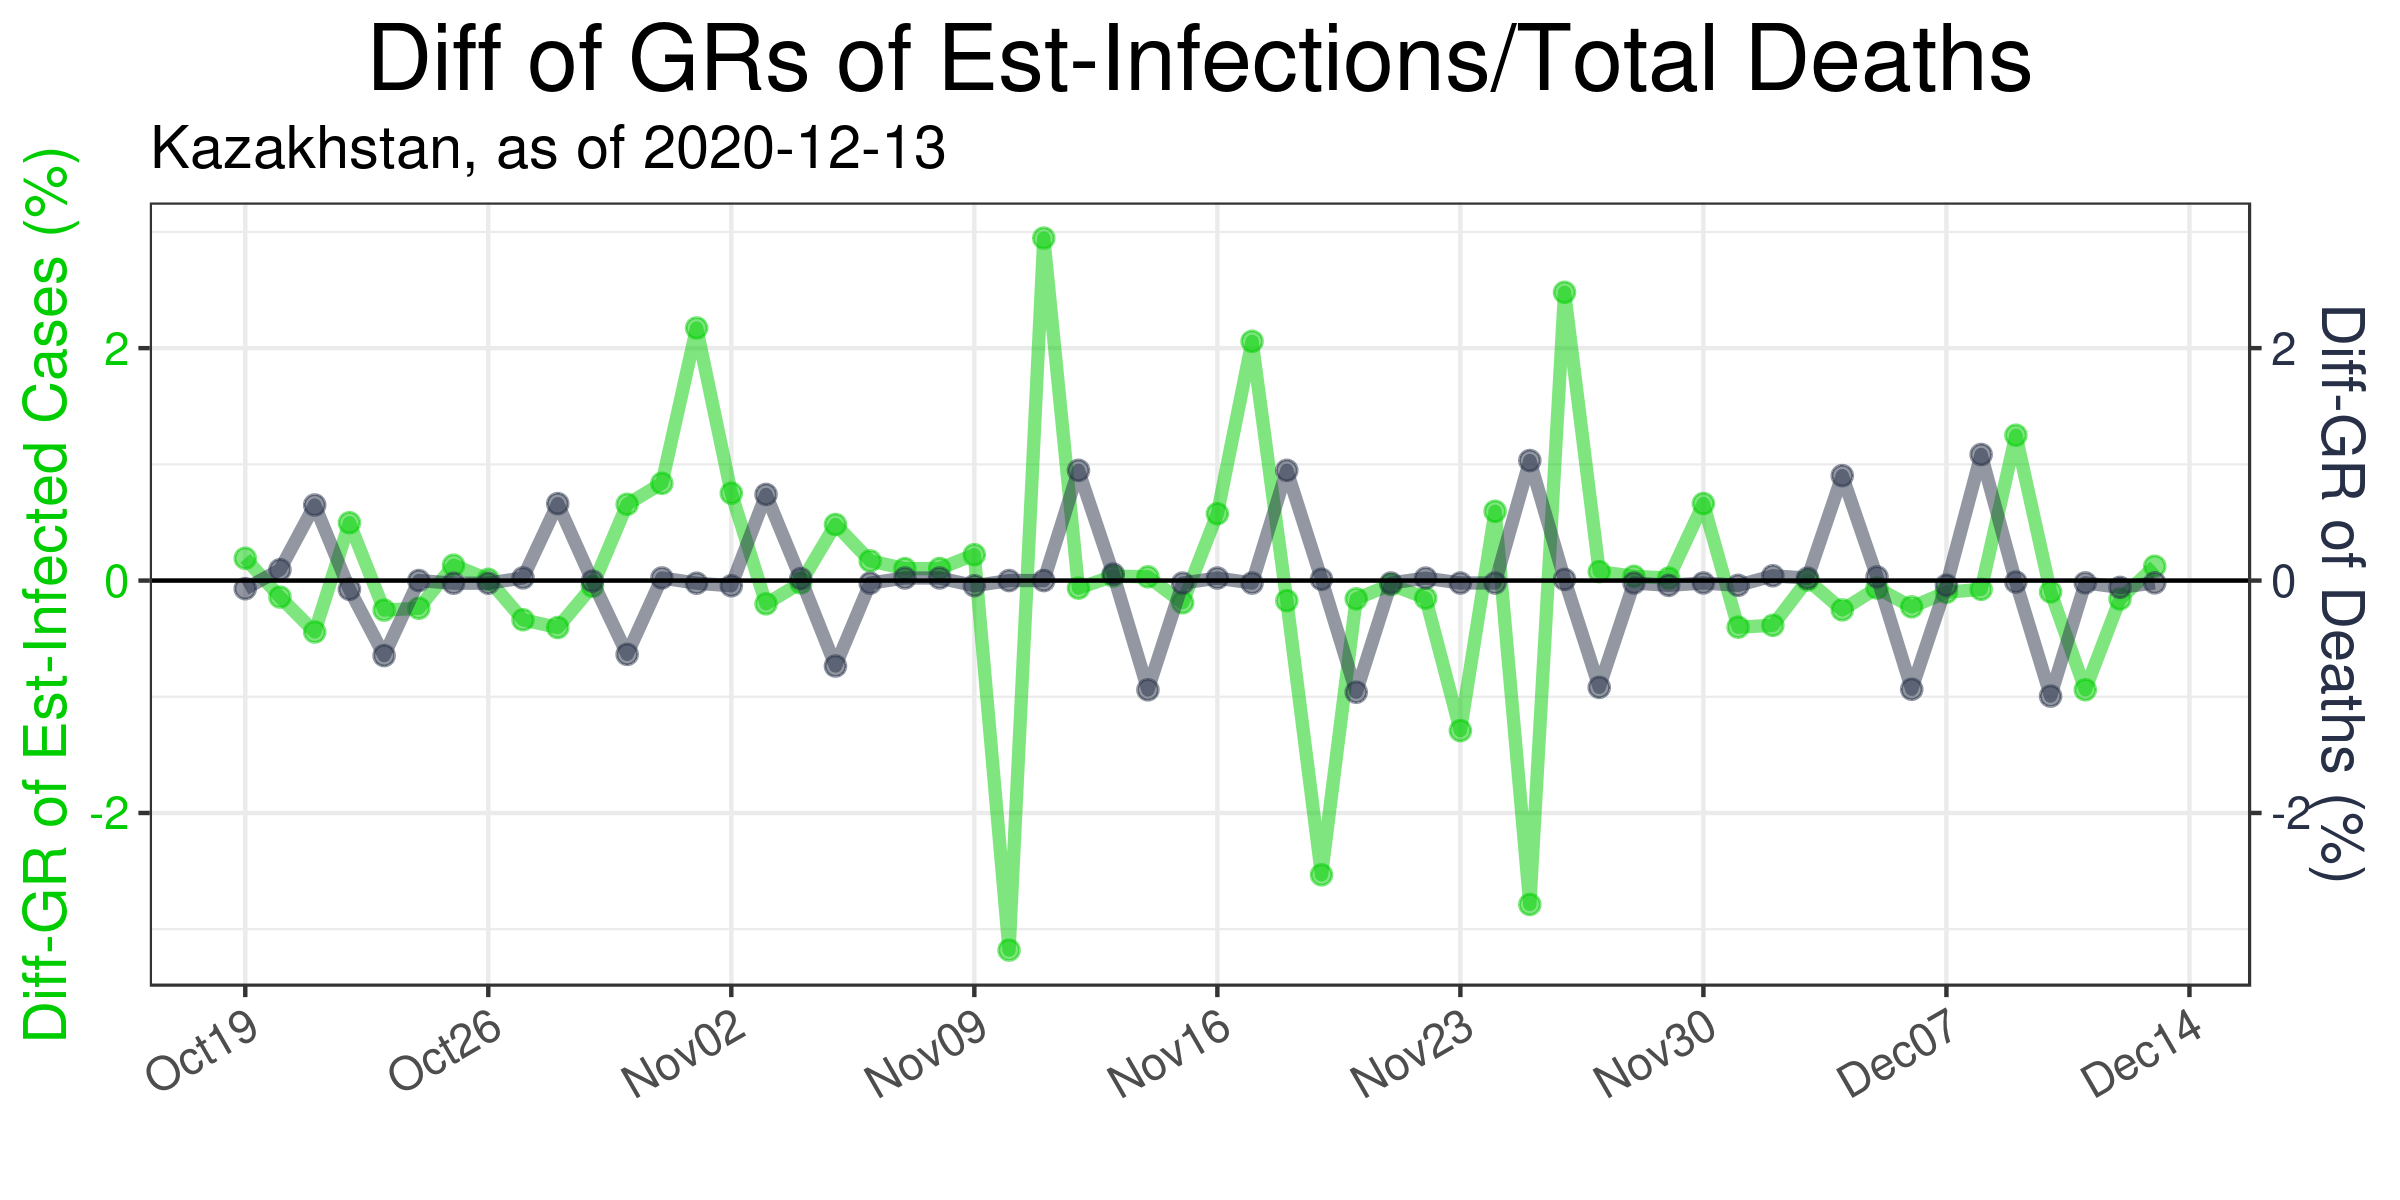 Diff of GRs of Est-Infections/Total Deaths
Kazakhstan, as of 2020-12-13
Diff-GR of Est-Infected Cases (%)
2
0
-2
2
0
-2
Diff-GR of Deaths (%)
Oct19
Oct26
Nov02
Nov09
Nov16
Nov23
Nov30
Dec07
Dec14